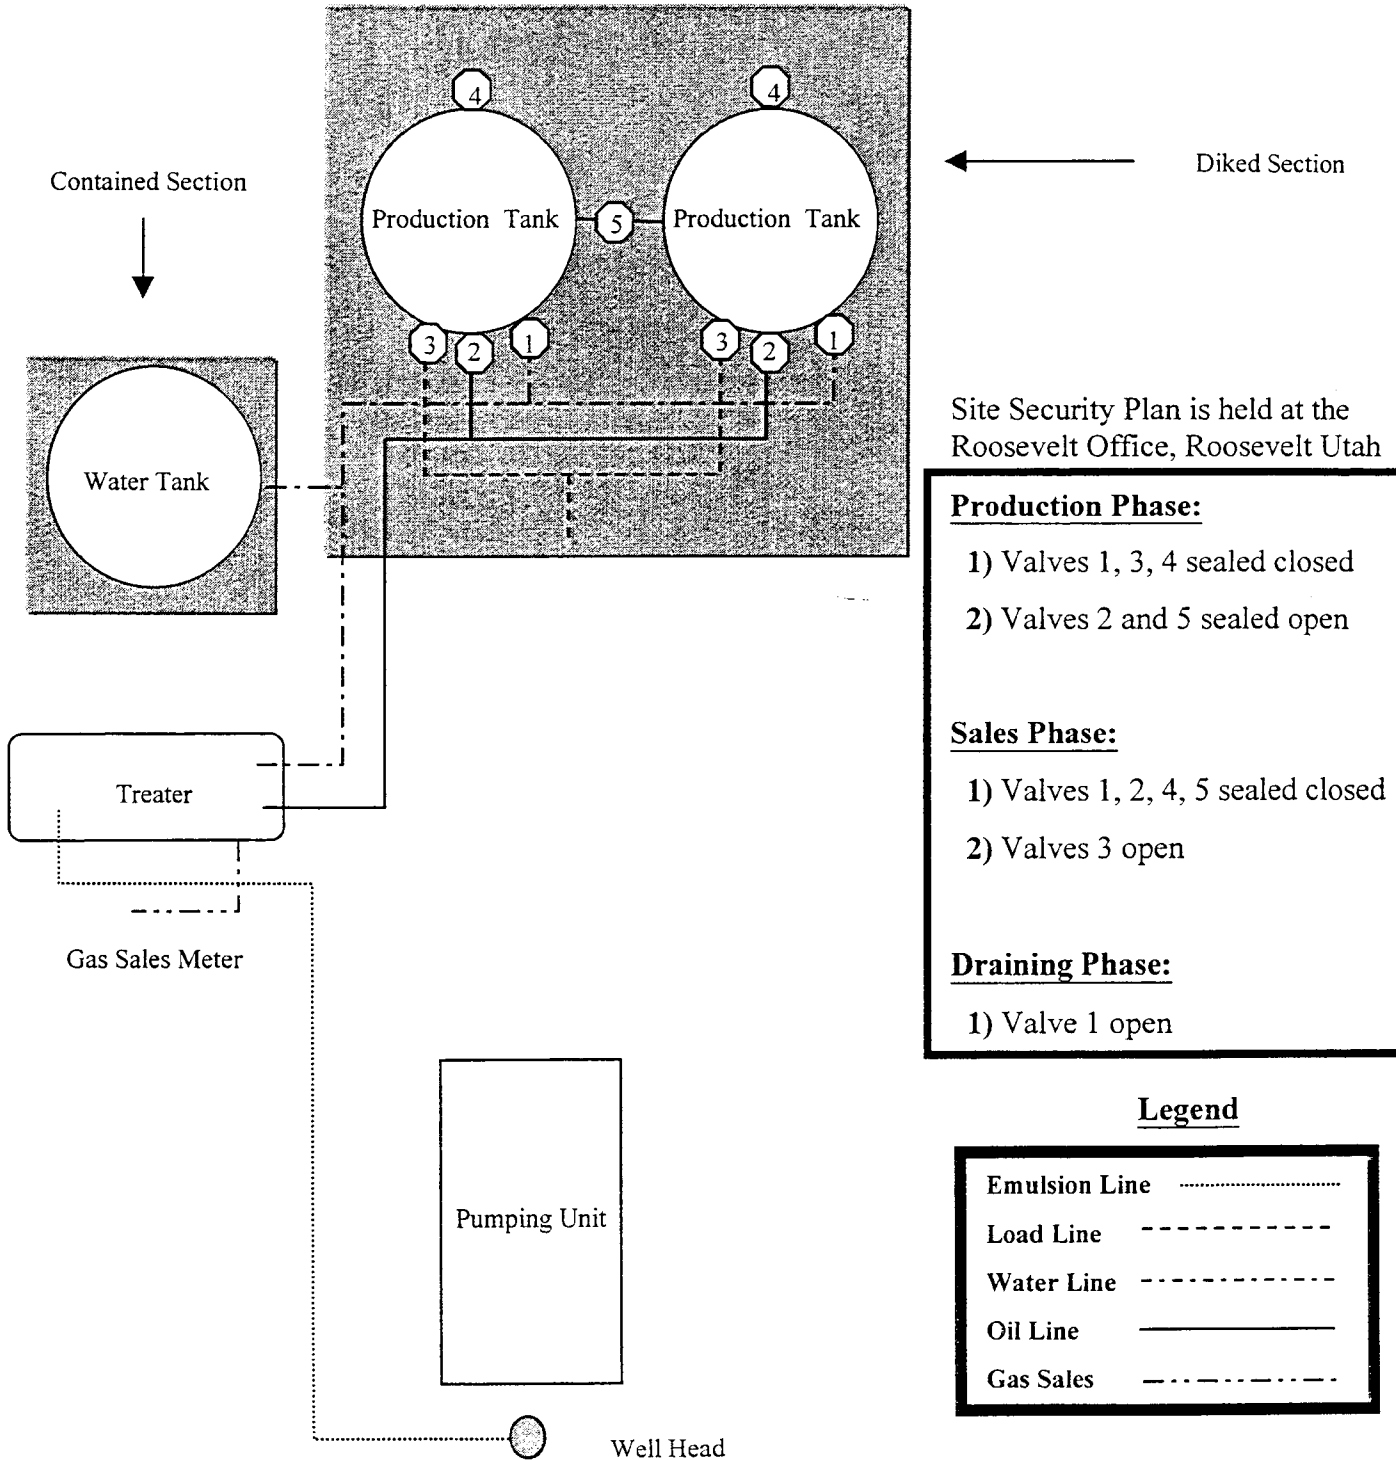 4
4
Contained Section
Diked Section
Production Tank
5
Production Tank
3
2
1
3
2
1
Water Tank
Site Security Plan is held at the
Roosevelt Office, Roosevelt Utah
Production Phase:
1) Valves 1, 3, 4 sealed closed
2) Valves 2 and 5 sealed open
Sales Phase:
1) Valves 1, 2, 4, 5 sealed closed
2) Valves 3 open
Draining Phase:
1) Valve 1 open
Treater
Gas Sales Meter
Pumping Unit
Well Head
Legend
Emulsion Line
Load Line
Water Line
Oil Line
Gas Sales